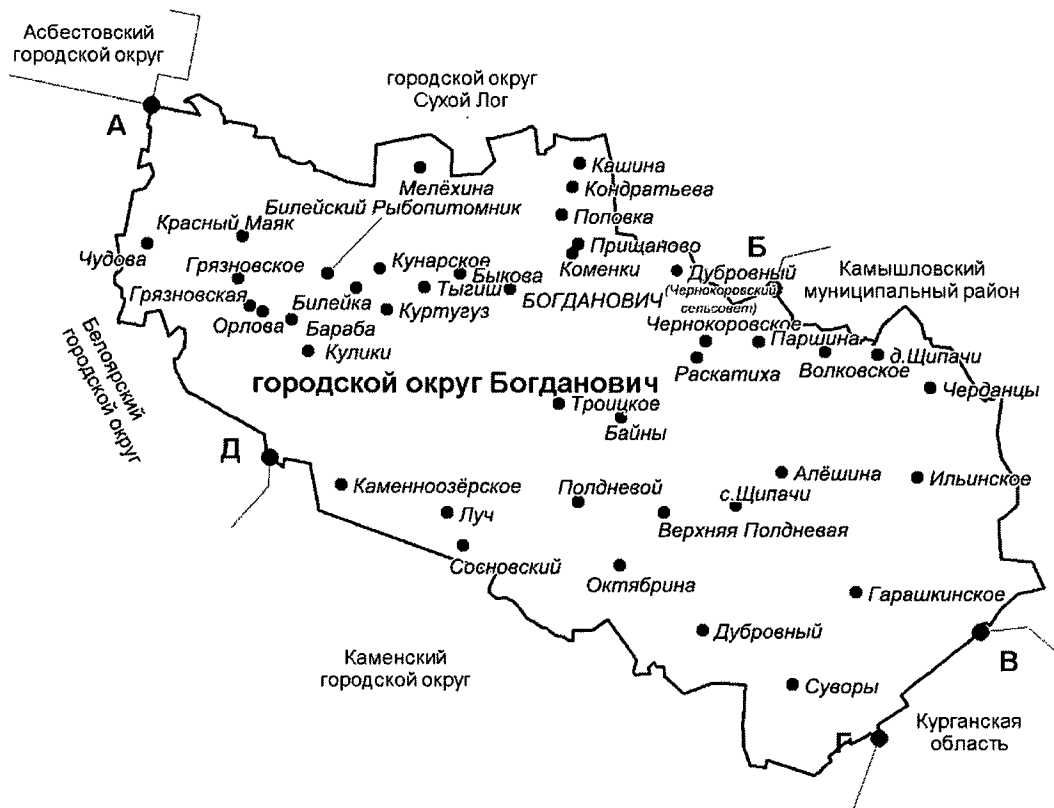 Асбестовский
городской округ
городской округ
Сухой Лог
А
Кашина
Мелёхина
Кондратьева
Билейский Рыбопитомник
Поповка
Красный Маяк
Прищаново
Б
Чудова
Коменки
Грязновское
Кунарское
Быкова
Дубровный
(Чернокоровский
сельсовет)
Камышловский
муниципальный район
Грязновская
Билейка
Тыгиш
БОГДАНОВИЧ
Орлова
Бараба
Куртугуз
Чернокоровское
Паршина
Кулики
Раскатиха
Волковское
д.Щипачи
Белоярский
городской округ
городской округ Богданович
Черданцы
Троицкое
Байны
Д
Алёшина
Ильинское
Каменноозёрское
Полдневой
с.Щипачи
Луч
Верхняя Полдневая
Сосновский
Октябрина
Гарашкинское
Дубровный
В
Каменский
городской округ
Суворы
Г
Курганская
область